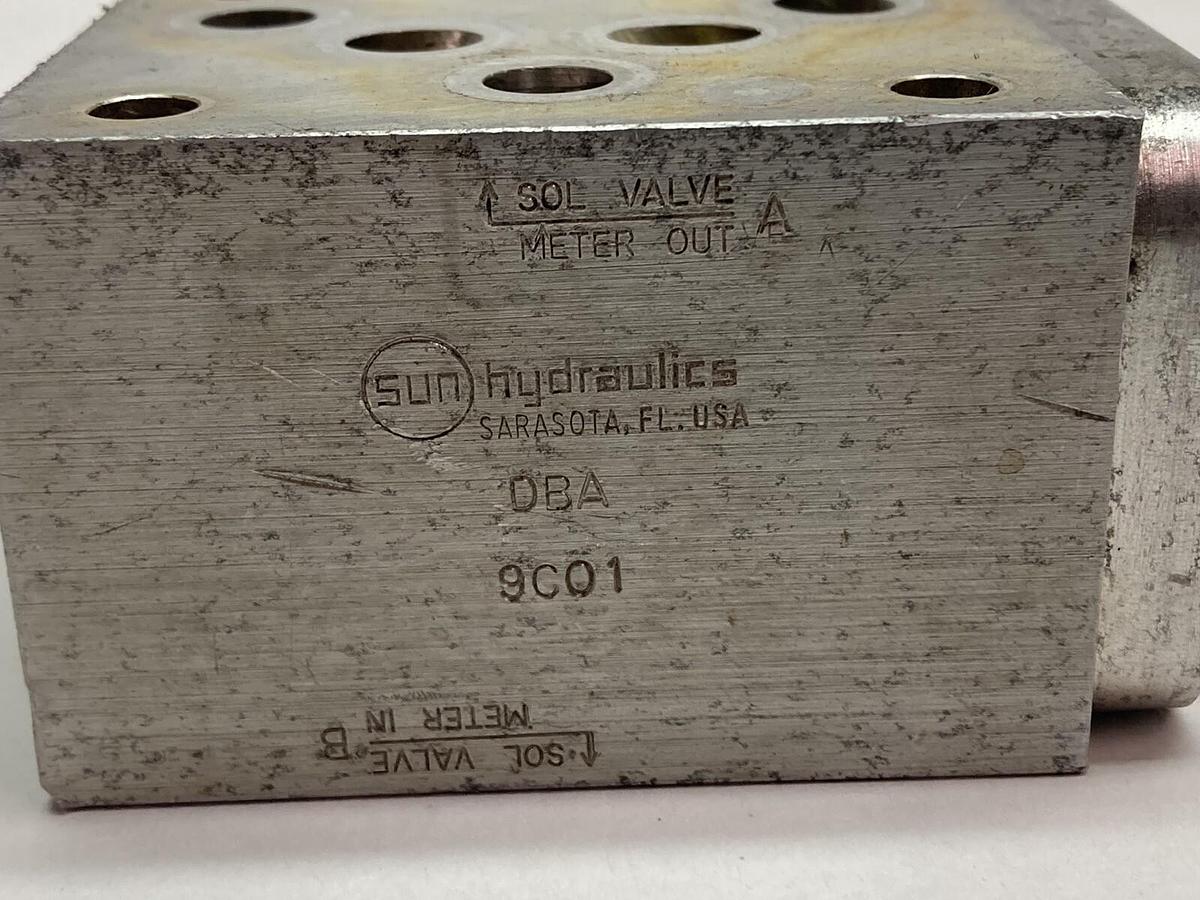 ↑ SOL VALVE
METER OUT A
sun hydraulics
SARASOTA, FL. USA
DBA
9C01
↑ SOL VALVE
METER IN B